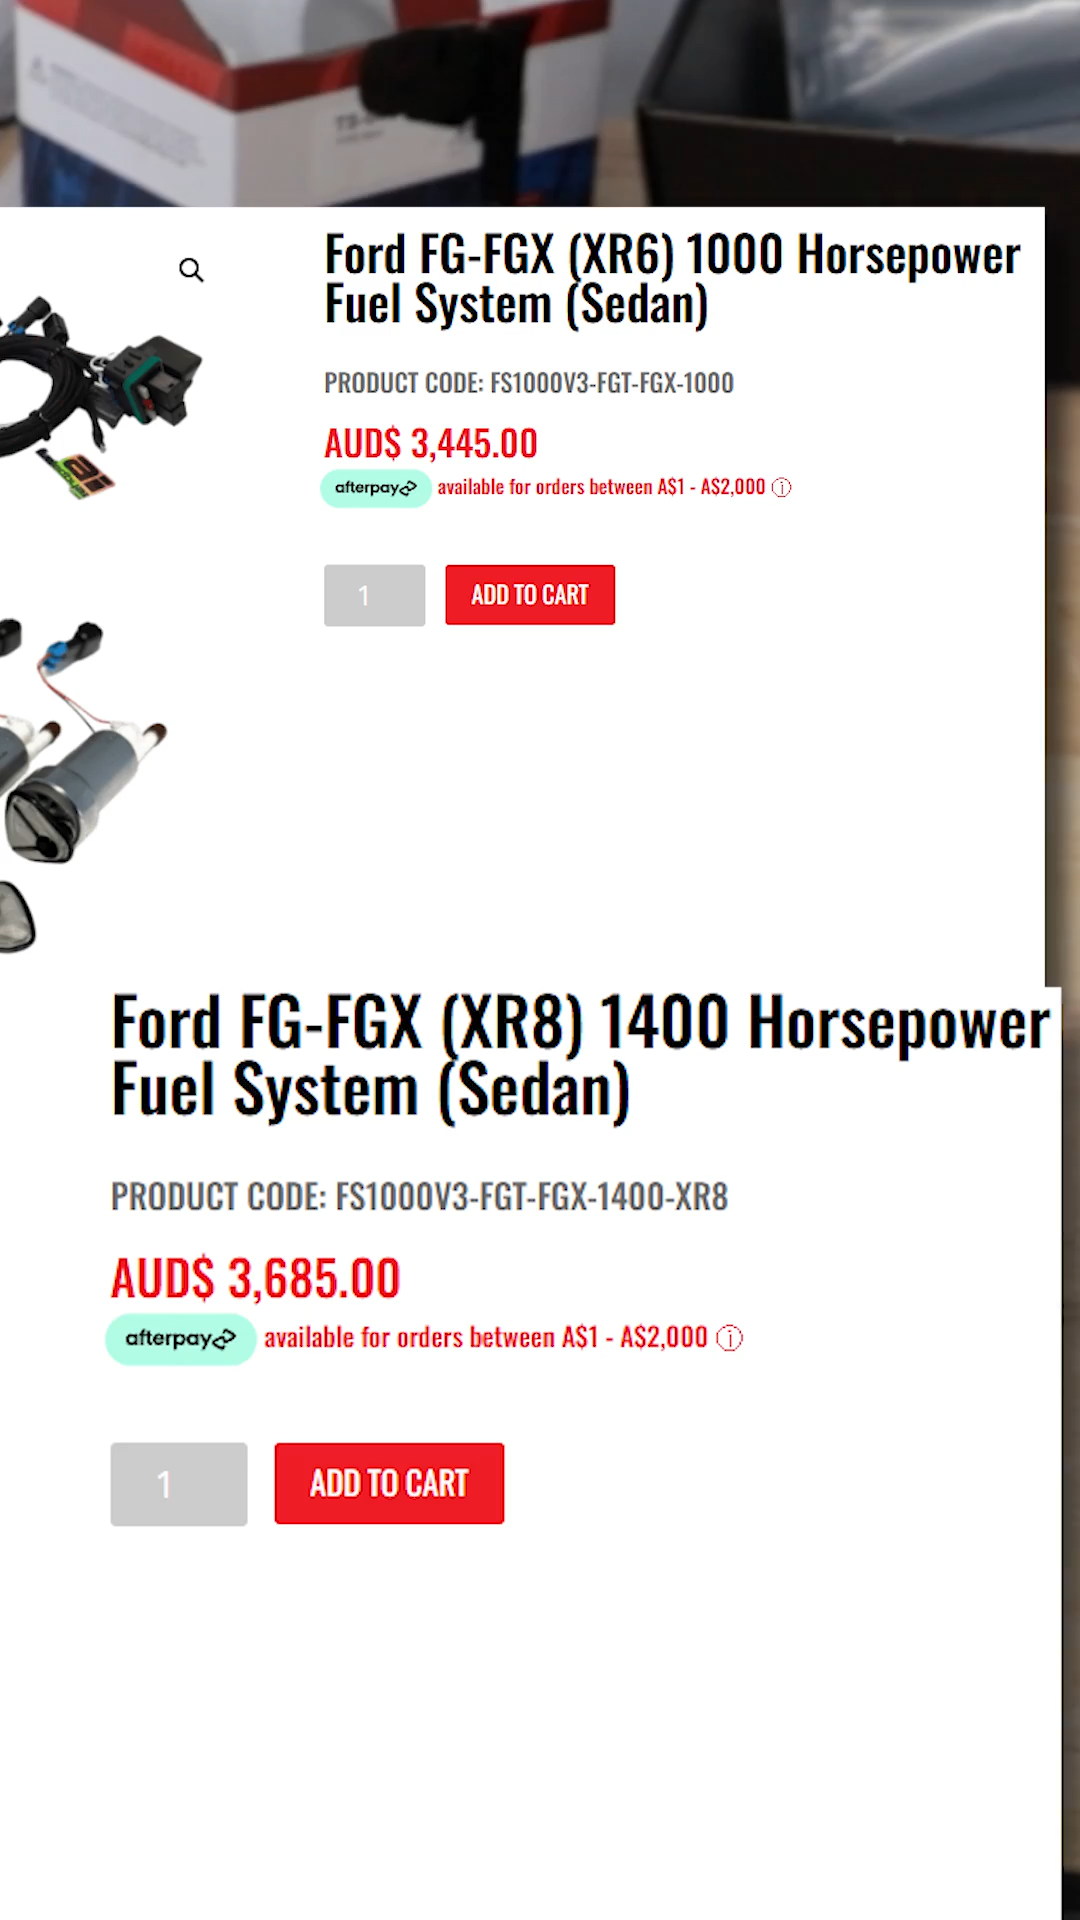 Ford FG-FGX (XR6) 1000 Horsepower
Fuel System (Sedan)
PRODUCT CODE: FS1000V3-FGT-FGX-1000
AUD$ 3,445.00
afterpay available for orders between A$1 - A$2,000
1 ADD TO CART
Ford FG-FGX (XR8) 1400 Horsepower
Fuel System (Sedan)
PRODUCT CODE: FS1000V3-FGT-FGX-1400-XR8
AUD$ 3,685.00
afterpay available for orders between A$1 - A$2,000
1 ADD TO CART